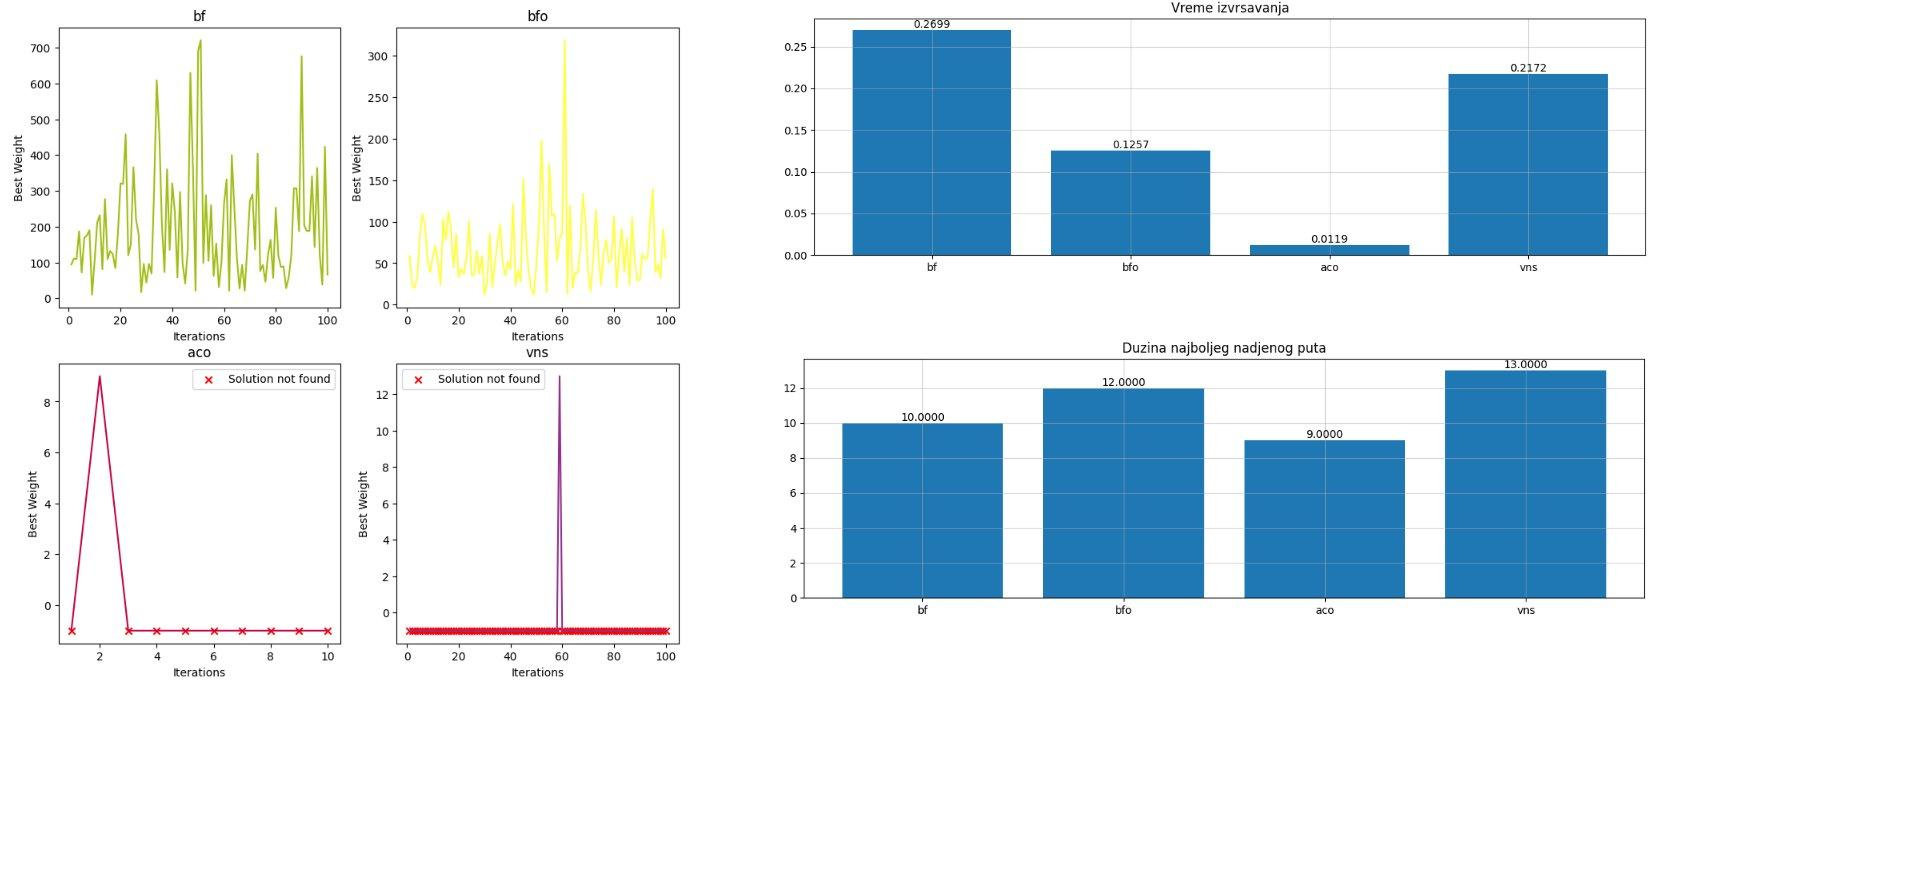 bf
Best Weight
700
600
500
400
300
200
100
0
0 20 40 60 80 100
Iterations
bfo
Best Weight
300
250
200
150
100
50
0
0 20 40 60 80 100
Iterations
aco
Solution not found
Best Weight
8
6
4
2
0
2 4 6 8 10
Iterations
vns
Solution not found
Best Weight
12
10
8
6
4
2
0
0 20 40 60 80 100
Iterations
Vreme izvrsavanja
0.2699
0.1257
0.0119
0.2172
0.25
0.20
0.15
0.10
0.05
0.00
bf bfo aco vns
Duzina najboljeg nadjenog puta
10.0000
12.0000
9.0000
13.0000
12
10
8
6
4
2
0
bf bfo aco vns